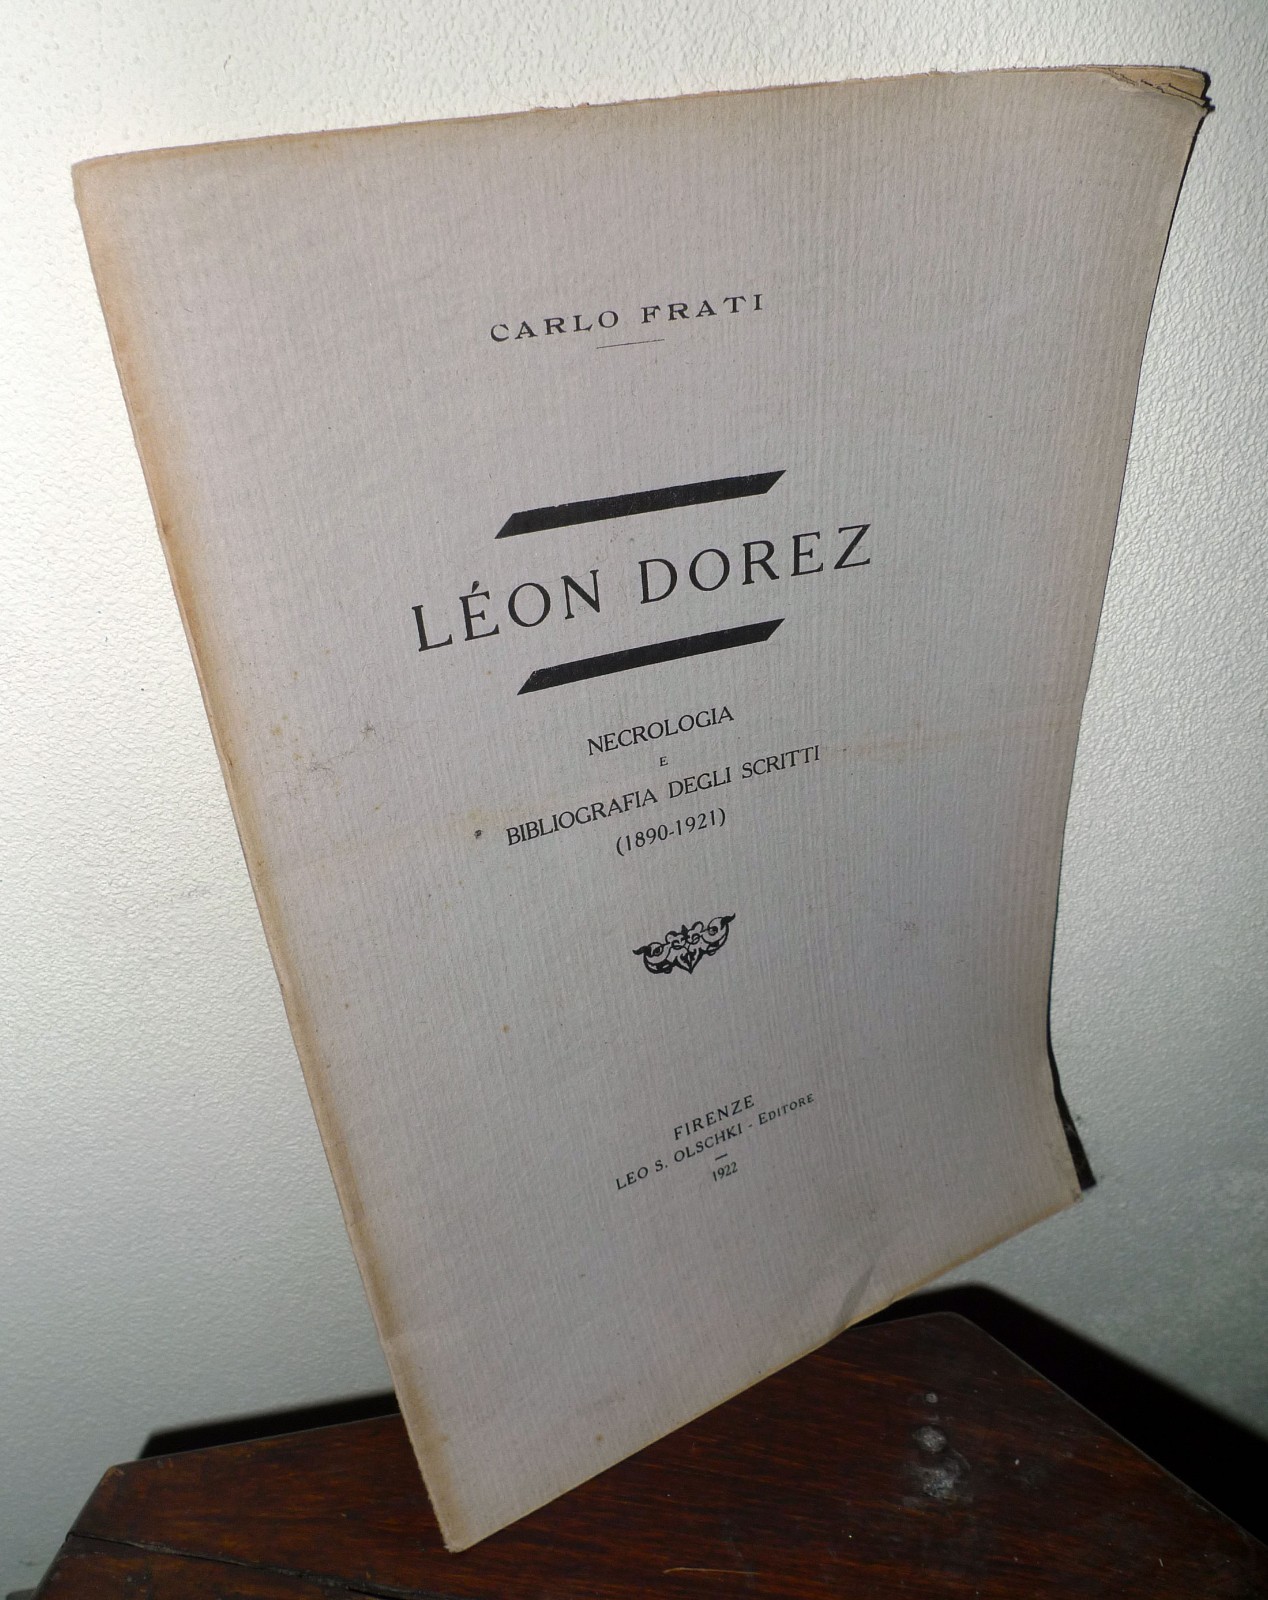 CARLO FRATI
LÉON DOREZ
NECROLOGIA
E
BIBLIOGRAFIA DEGLI SCRITTI
(1890-1921)
FIRENZE
LEO S. OLSCHKI - EDITORE
1922